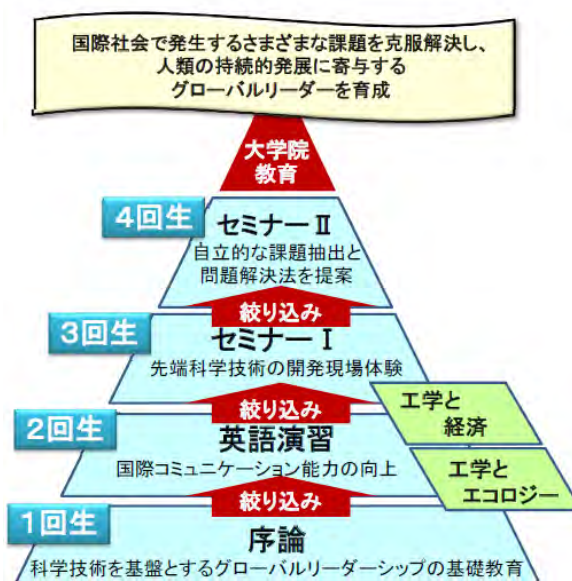 国際社会で発生するさまざまな課題を克服解決し、
人類の持続的発展に寄与する
グローバルリーダーを育成
大学院
教育
4回生
セミナーⅡ
自立的な課題抽出と
問題解決法を提案
絞り込み
3回生
セミナーⅠ
先端科学技術の開発現場体験
絞り込み
工学と
経済
2回生
英語演習
国際コミュニケーション能力の向上
工学と
エコロジー
絞り込み
1回生
序論
科学技術を基盤とするグローバルリーダーシップの基礎教育